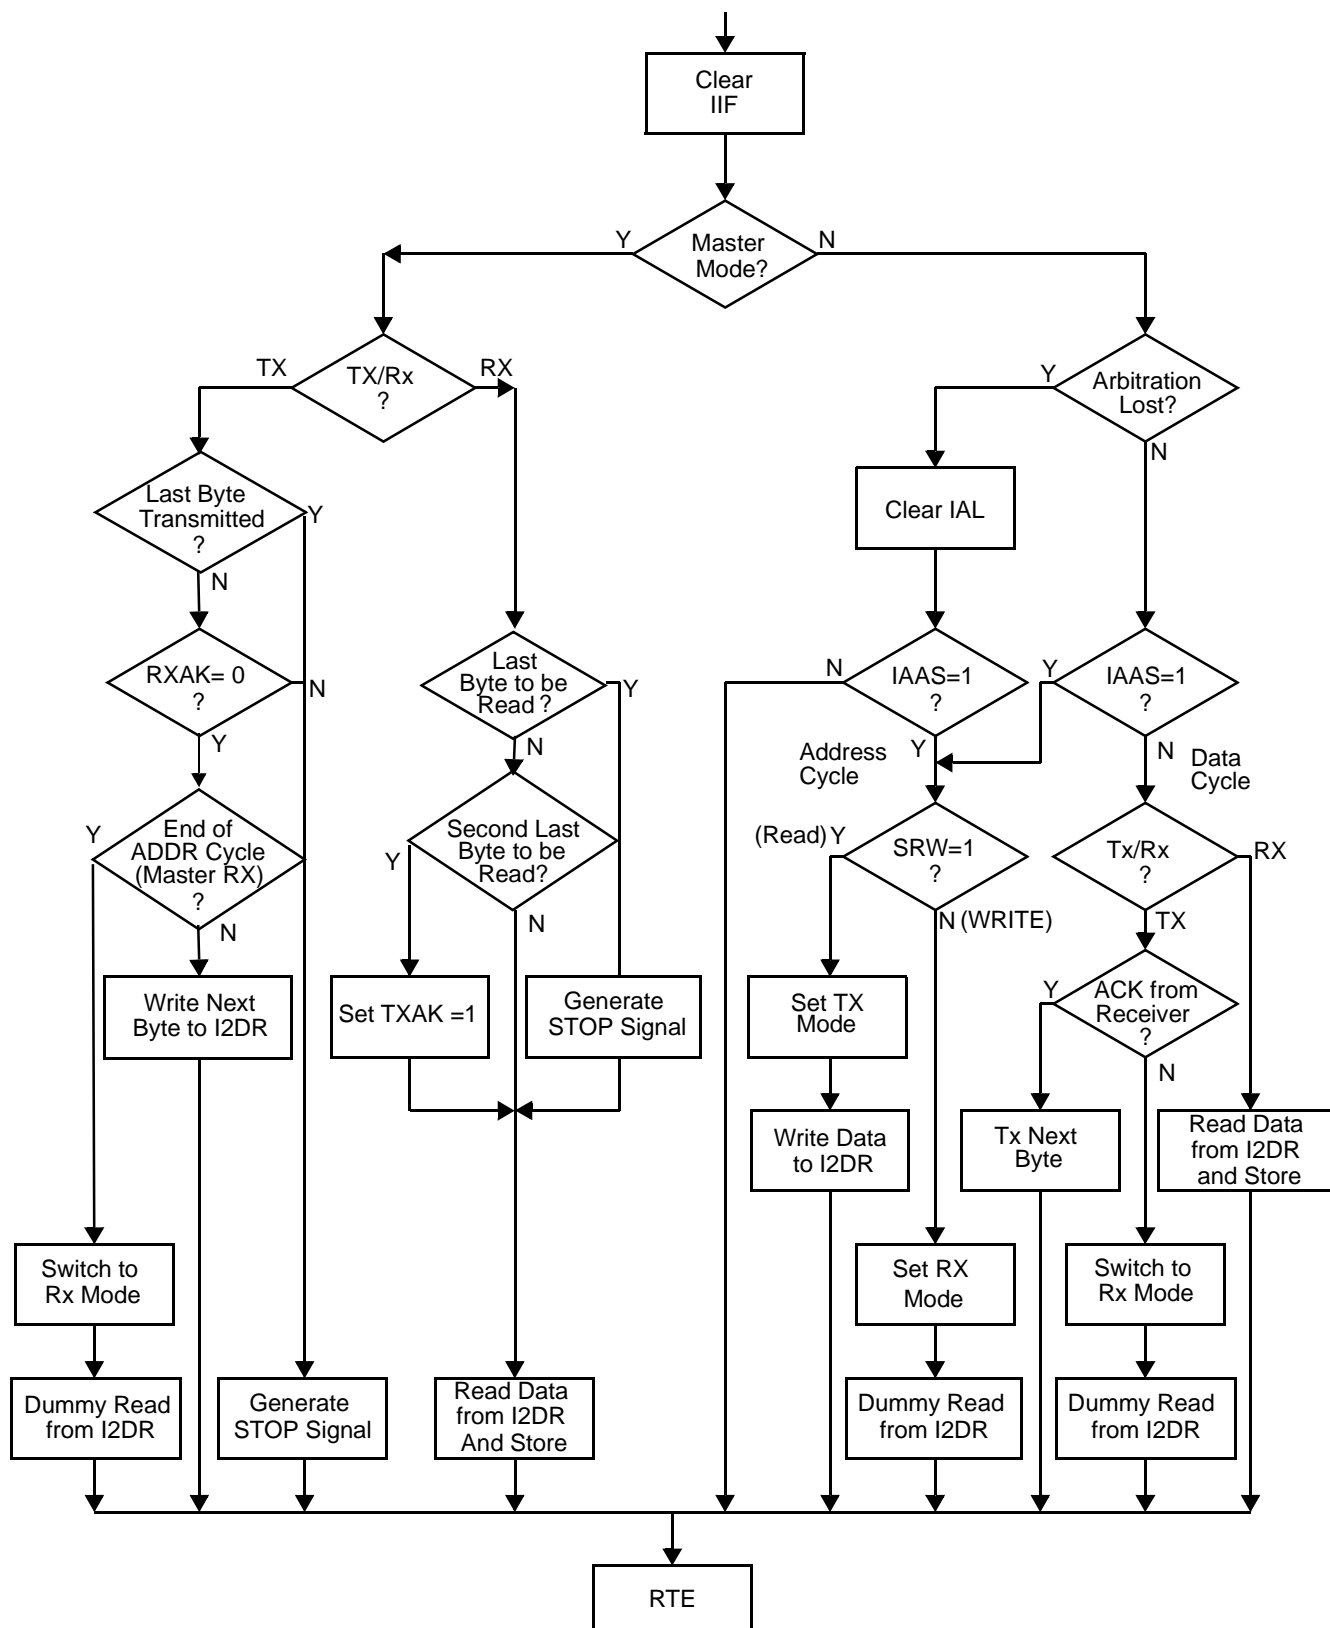 Clear
IIF
Master
Mode?
Y
N
TX/Rx
?
TX
RX
Arbitration
Lost?
Y
N
Last Byte
Transmitted
?
Y
N
Clear IAL
RXAK= 0
?
N
Y
Last
Byte to be
Read ?
Y
N
IAAS=1
?
N
Y
IAAS=1
?
Y
N
Address
Cycle
Data
Cycle
End of
ADDR Cycle
(Master RX)
?
Y
N
Second Last
Byte to be
Read?
Y
N
SRW=1
?
(Read) Y
N (WRITE)
Tx/Rx
?
RX
TX
Write Next
Byte to I2DR
Set TXAK =1
Generate
STOP Signal
Set TX
Mode
ACK from
Receiver
?
Y
N
Write Data
to I2DR
Tx Next
Byte
Read Data
from I2DR
and Store
Switch to
Rx Mode
Set RX
Mode
Switch to
Rx Mode
Dummy Read
from I2DR
Generate
STOP Signal
Read Data
from I2DR
And Store
Dummy Read
from I2DR
Dummy Read
from I2DR
RTE